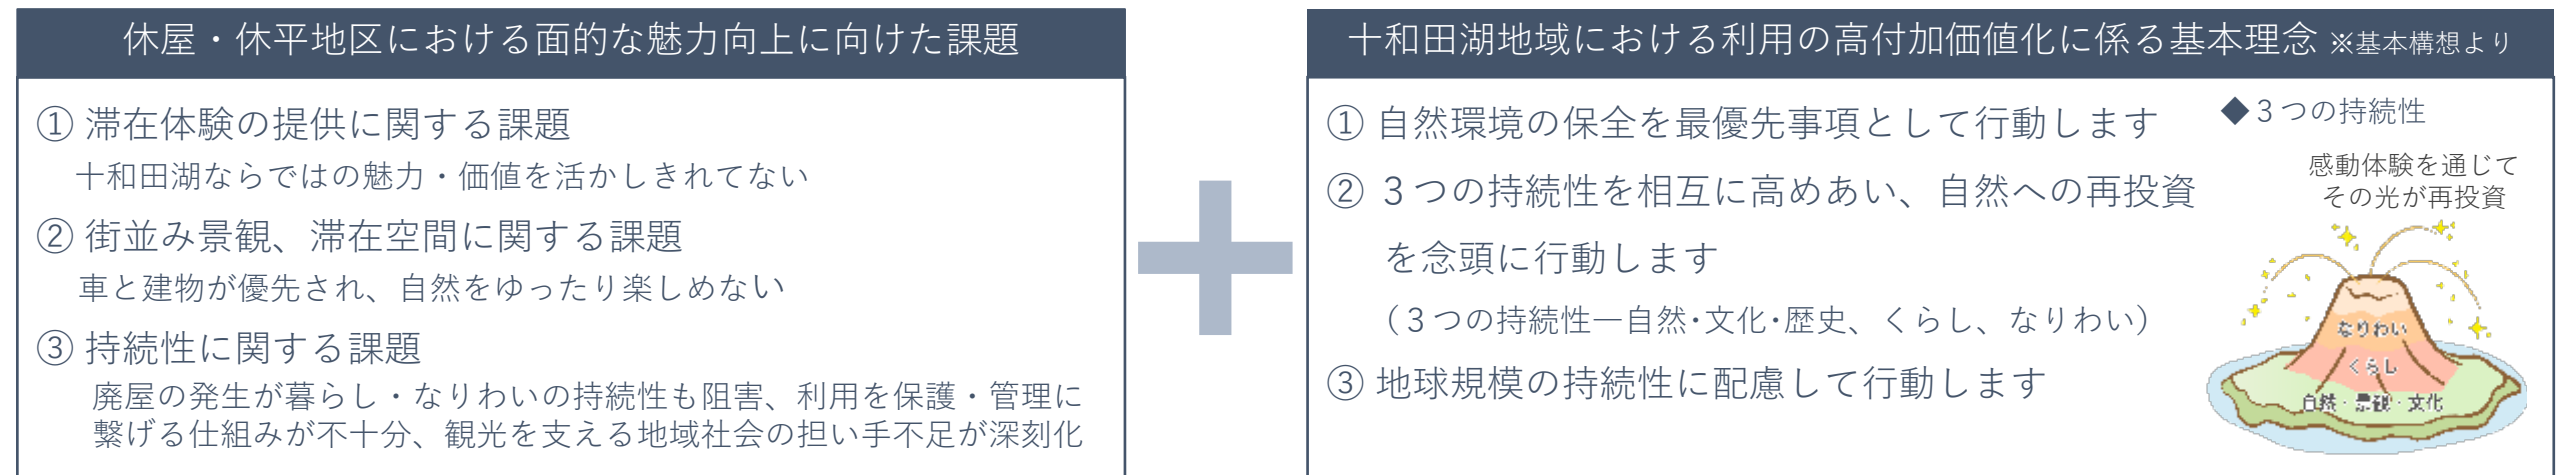 休屋・休平地区における面的な魅力向上に向けた課題
① 滞在体験の提供に関する課題
十和田湖ならではの魅力・価値を活かしきれてない
② 街並み景観、滞在空間に関する課題
車と建物が優先され、自然をゆったり楽しめない
③ 持続性に関する課題
廃屋の発生が暮らし・なりわいの持続性も阻害、利用を保護・管理に
繋げる仕組みが不十分、観光を支える地域社会の担い手不足が深刻化
十和田湖地域における利用の高付加価値化に係る基本理念 ※基本構想より
① 自然環境の保全を最優先事項として行動します
② ３つの持続性を相互に高めあい、自然への再投資
を念頭に行動します
（３つの持続性―自然･文化･歴史、くらし、なりわい）
③ 地球規模の持続性に配慮して行動します
◆３つの持続性
感動体験を通じて
その光が再投資
なりわい
くらし
自然・景観・文化